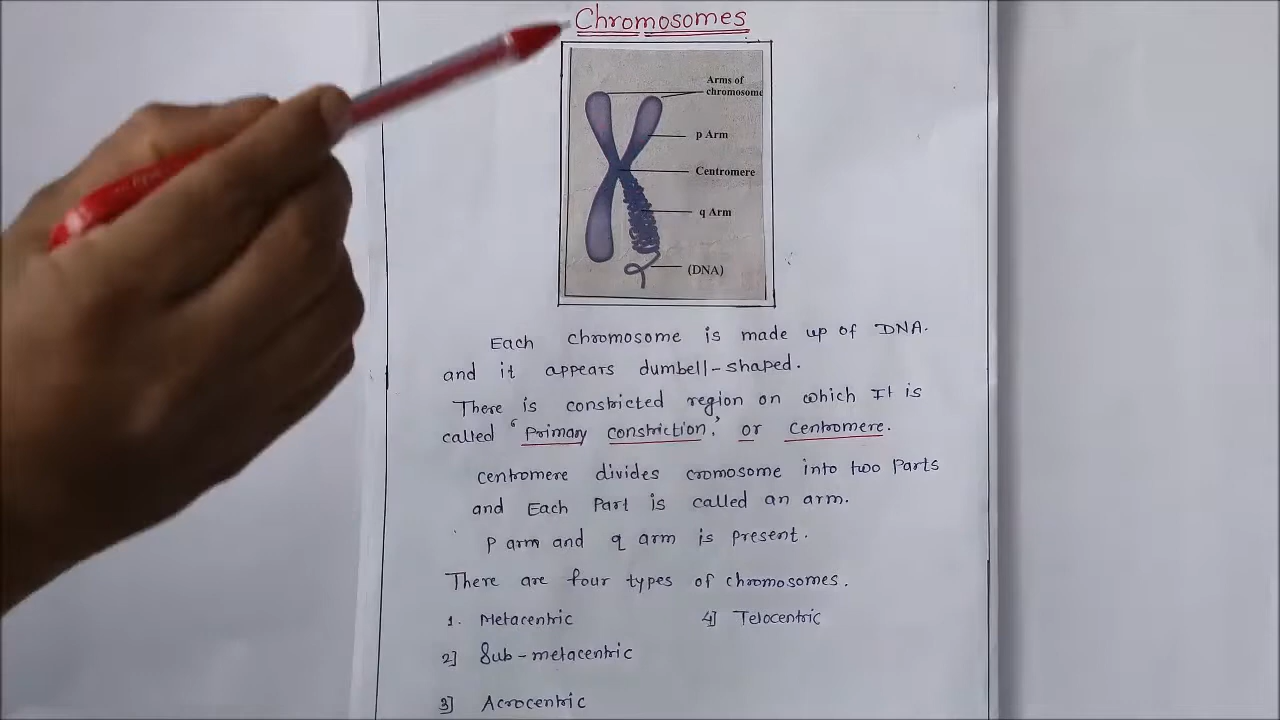 Chromosomes
Arms of
chromosome
p Arm
Centromere
q Arm
(DNA)
Each chromosome is made up of DNA.
and it appears dumbell-shaped.
There is constricted region on which It is
called 'Primary constriction,' or Centromere.
centromere divides cromosome into two Parts
and Each Part is called an arm.
P arm and q arm is present.
There are four types of chromosomes.
1. Metacentric 4] Telocentric
2] Sub-metacentric
3] Acrocentric